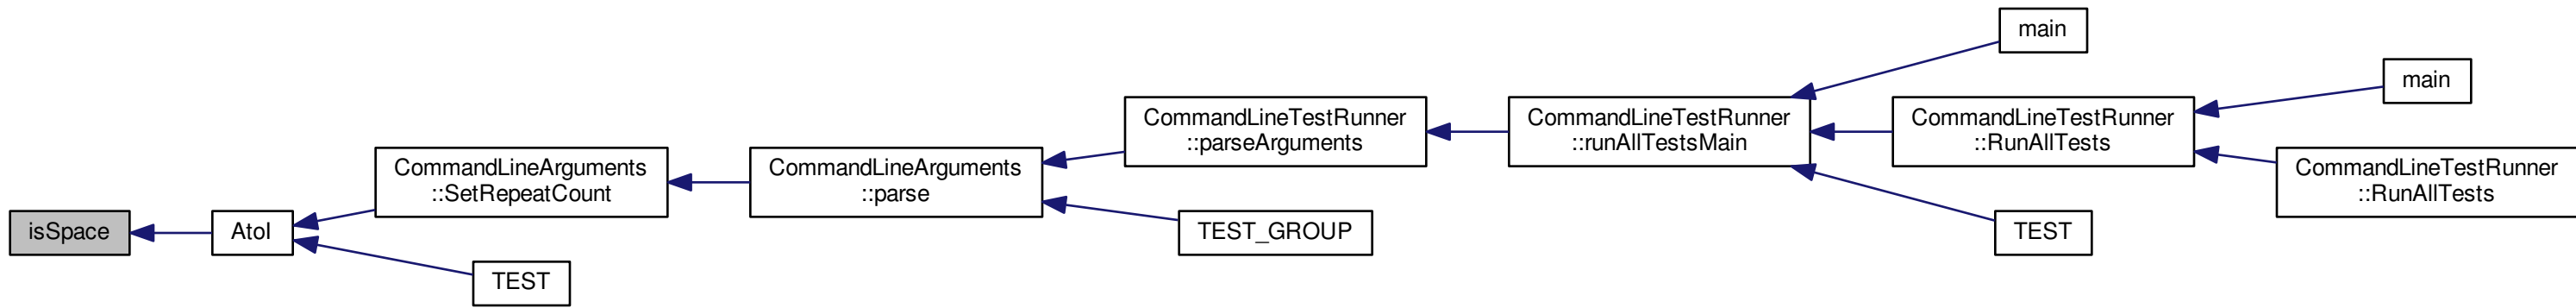 isSpace
AtoI
CommandLineArguments
::SetRepeatCount
TEST
CommandLineArguments
::parse
CommandLineTestRunner
::parseArguments
TEST_GROUP
CommandLineTestRunner
::runAllTestsMain
main
CommandLineTestRunner
::RunAllTests
TEST
main
CommandLineTestRunner
::RunAllTests